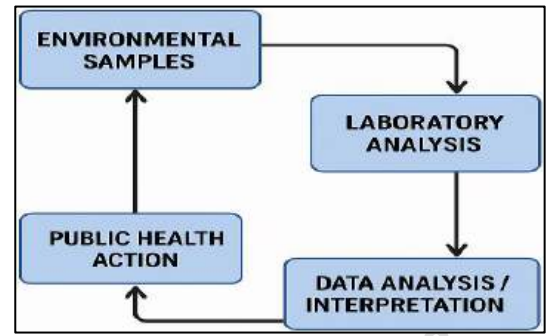 ENVIRONMENTAL
SAMPLES
LABORATORY
ANALYSIS
DATA ANALYSIS /
INTERPRETATION
PUBLIC HEALTH
ACTION